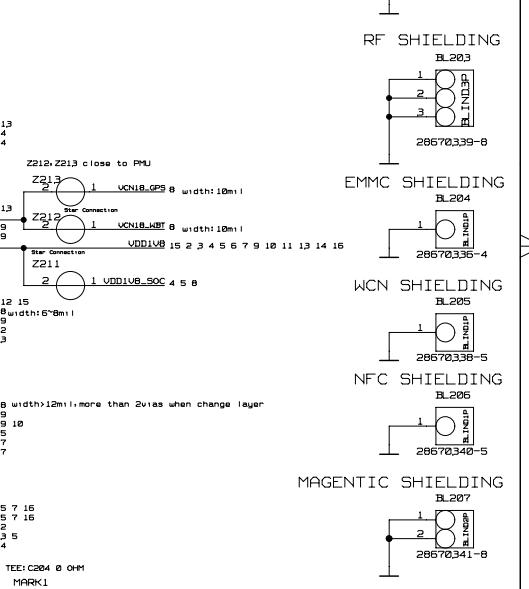 RF SHIELDING
BL203
1
2
3
BLIND3P
28670339-8
13
4
4
Z212,Z213 close to PMU
Z213
2 1 VCN18_GPS 8 width:10mil
Star Connection
13
Z212
9
2 1 VCN18_WBT 8 width:10mil
9
VDD1V8 15 2 3 4 5 6 7 9 10 11 13 14 16
Star Connection
Z211
2 1 VDD1V8_SOC 4 5 8
EMMC SHIELDING
BL204
1
BLIND1P
28670336-4
12 15
8 width:6~8mil
9
2
3
WCN SHIELDING
BL205
1
BLIND1P
28670338-5
NFC SHIELDING
BL206
1
BLIND1P
28670340-5
8 width>12mil,more than 2vias when change layer
9
9 10
5
7
7
MAGENTIC SHIELDING
BL207
1
2
BLIND2P
28670341-8
5 7 16
5 7 16
2
3 5
4
TEE:C204 0 OHM
MARK1